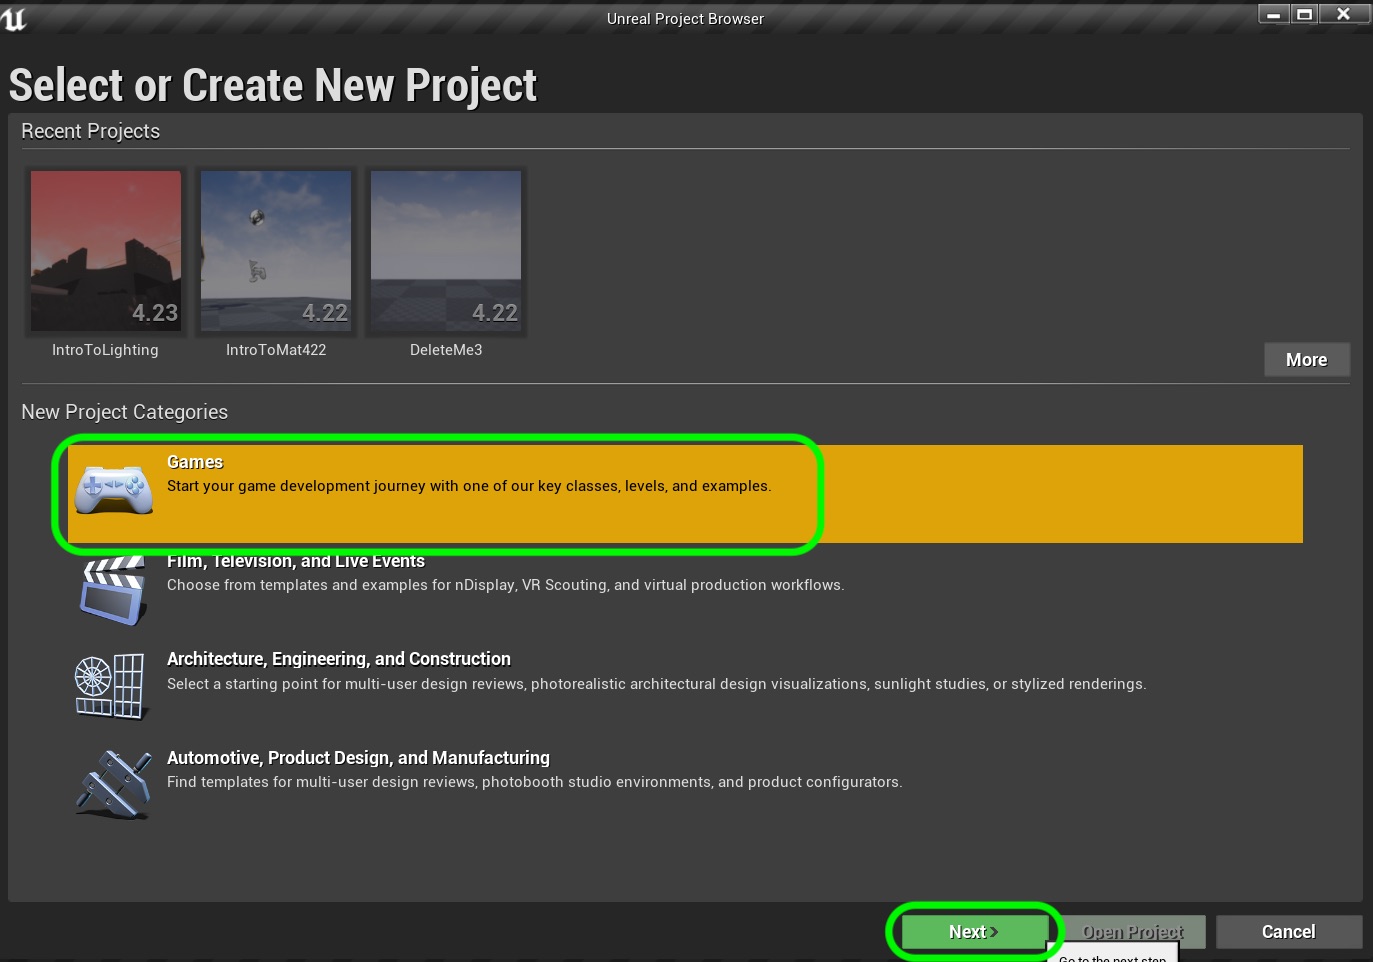 Unreal Project Browser
Select or Create New Project
Recent Projects
4.23
4.22
4.22
IntroToLighting
IntroToMat422
DeleteMe3
More
New Project Categories
Games
Start your game development journey with one of our key classes, levels, and examples.
Film, Television, and Live Events
Choose from templates and examples for nDisplay, VR Scouting, and virtual production workflows.
Architecture, Engineering, and Construction
Select a starting point for multi-user design reviews, photorealistic architectural design visualizations, sunlight studies, or stylized renderings.
Automotive, Product Design, and Manufacturing
Find templates for multi-user design reviews, photobooth studio environments, and product configurators.
Next >
Open Project
Cancel
Go to the next step